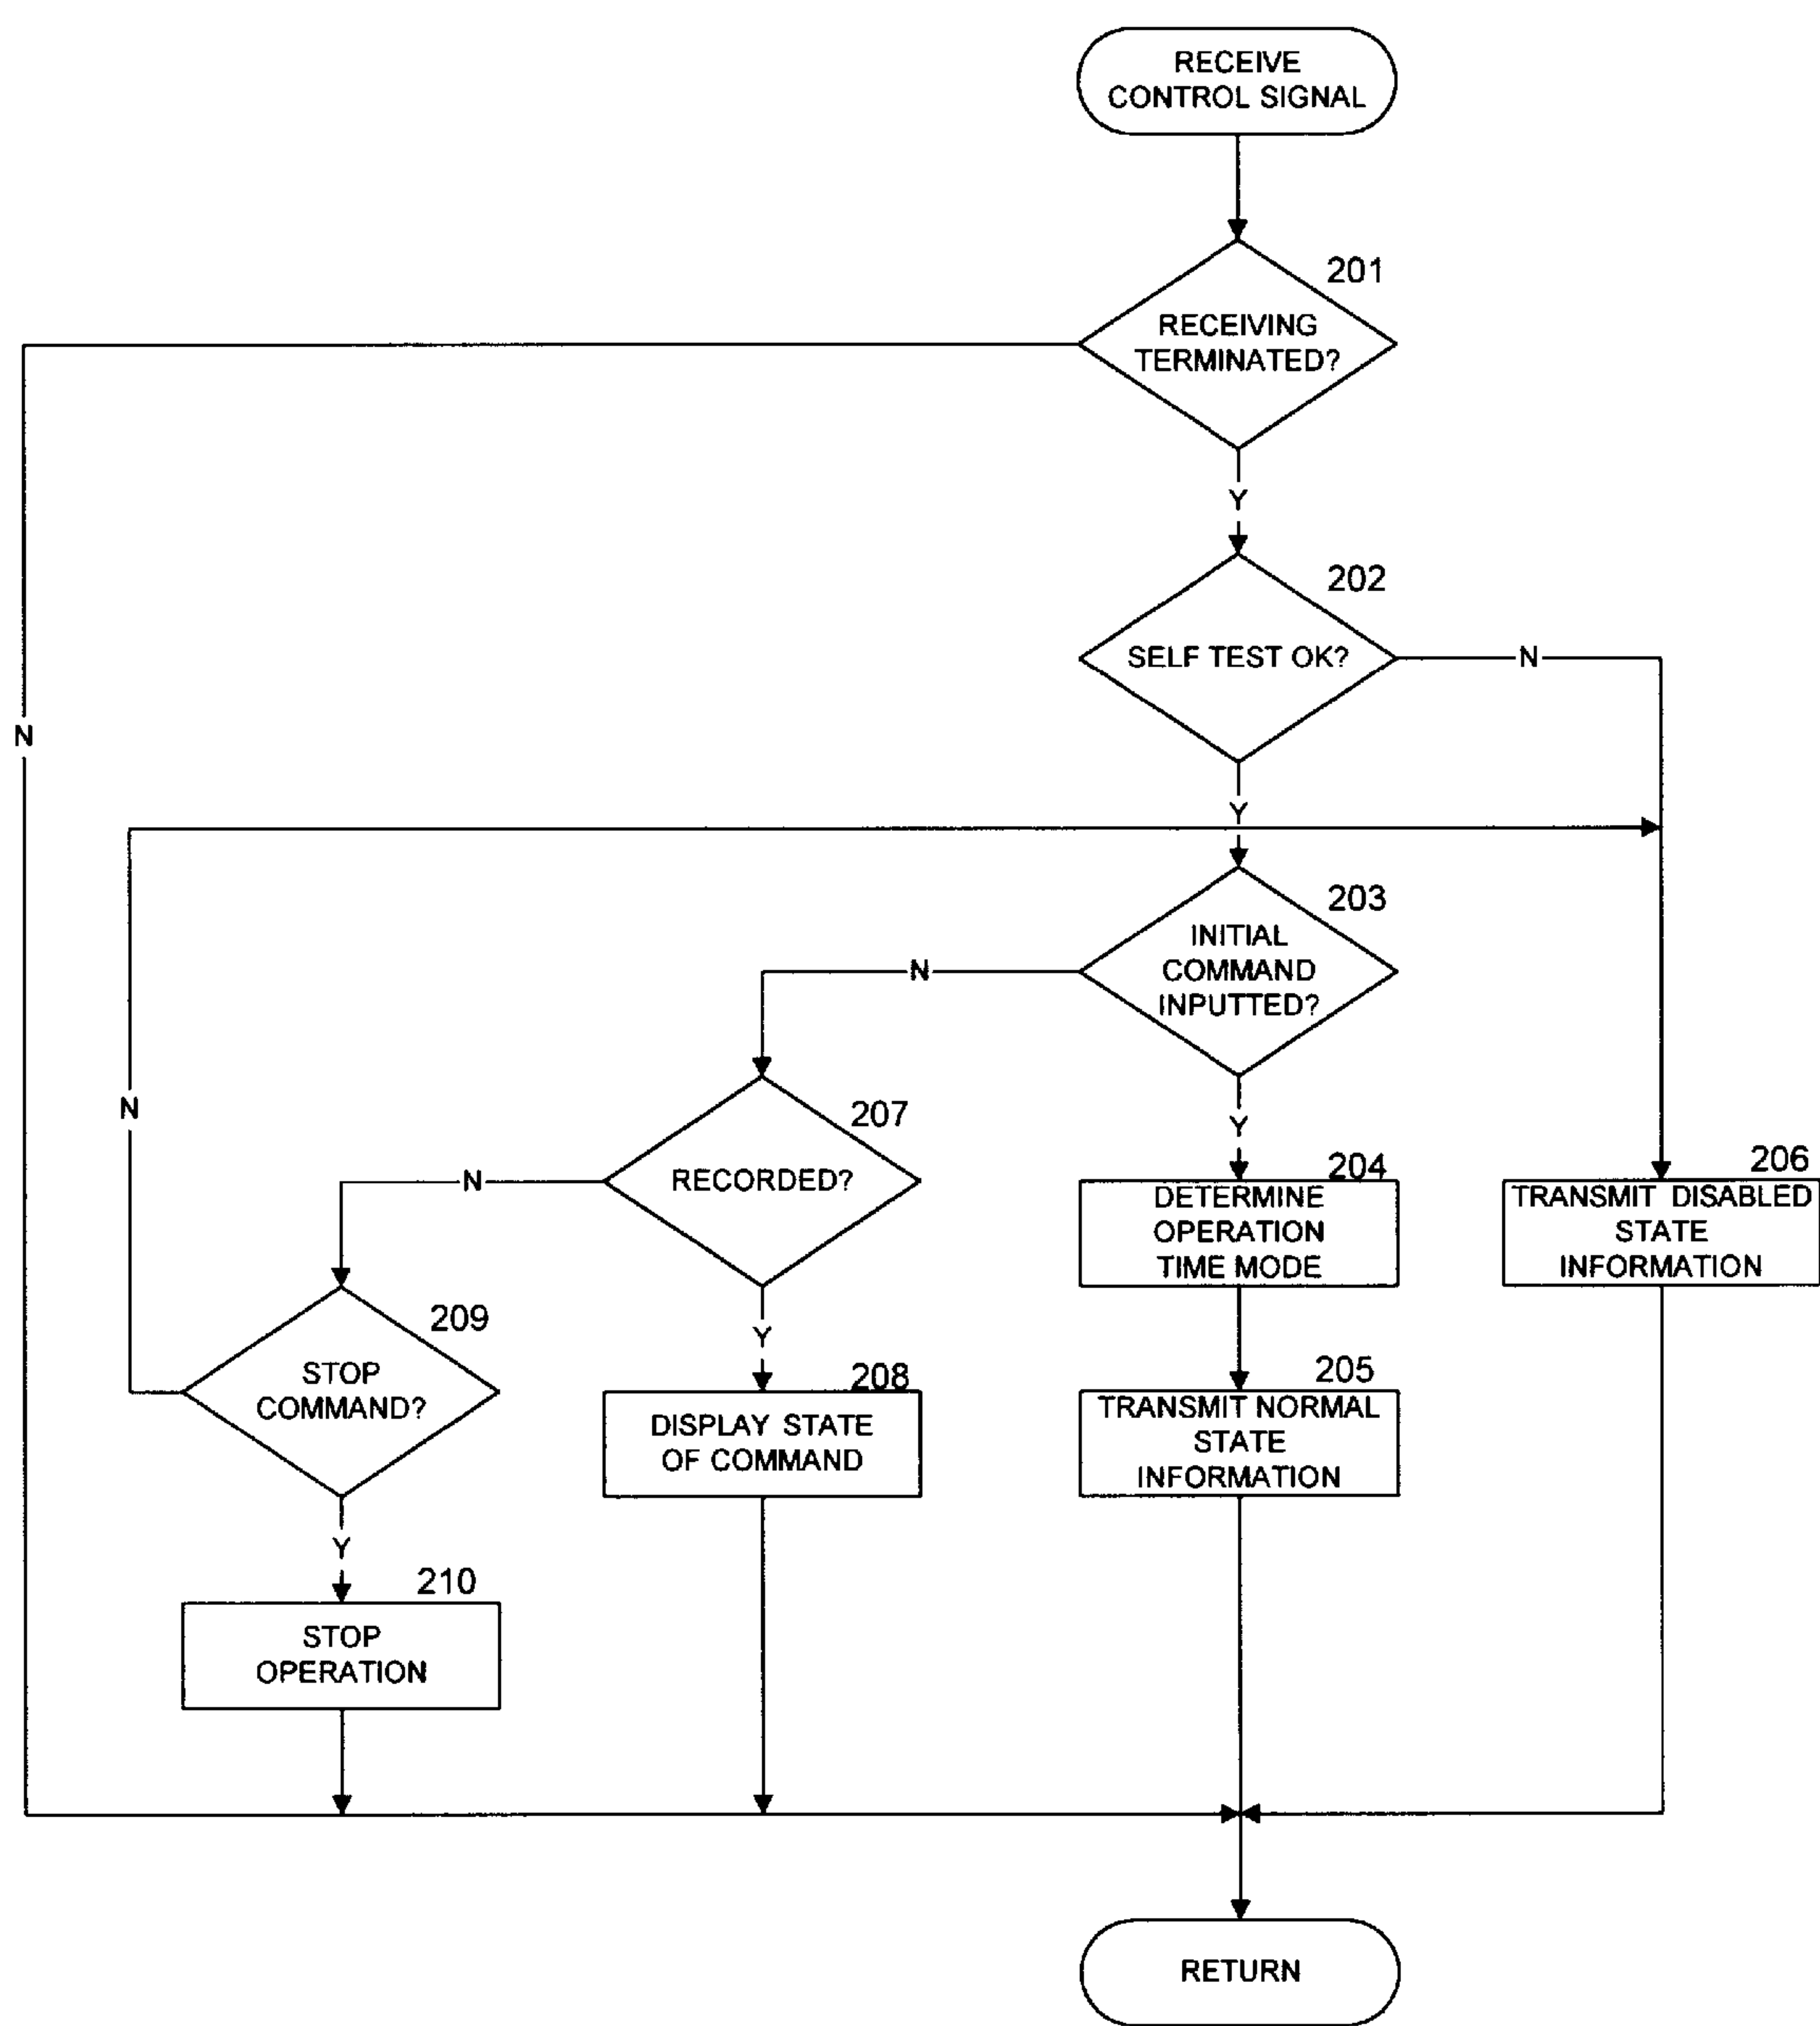 RECEIVE
CONTROL SIGNAL
201
RECEIVING
TERMINATED?
N
Y
202
SELF TEST OK?
N
Y
203
INITIAL
COMMAND
INPUTTED?
N
Y
N
207
RECORDED?
N
Y
204
DETERMINE
OPERATION
TIME MODE
206
TRANSMIT DISABLED
STATE
INFORMATION
209
STOP
COMMAND?
Y
208
DISPLAY STATE
OF COMMAND
205
TRANSMIT NORMAL
STATE
INFORMATION
210
STOP
OPERATION
RETURN